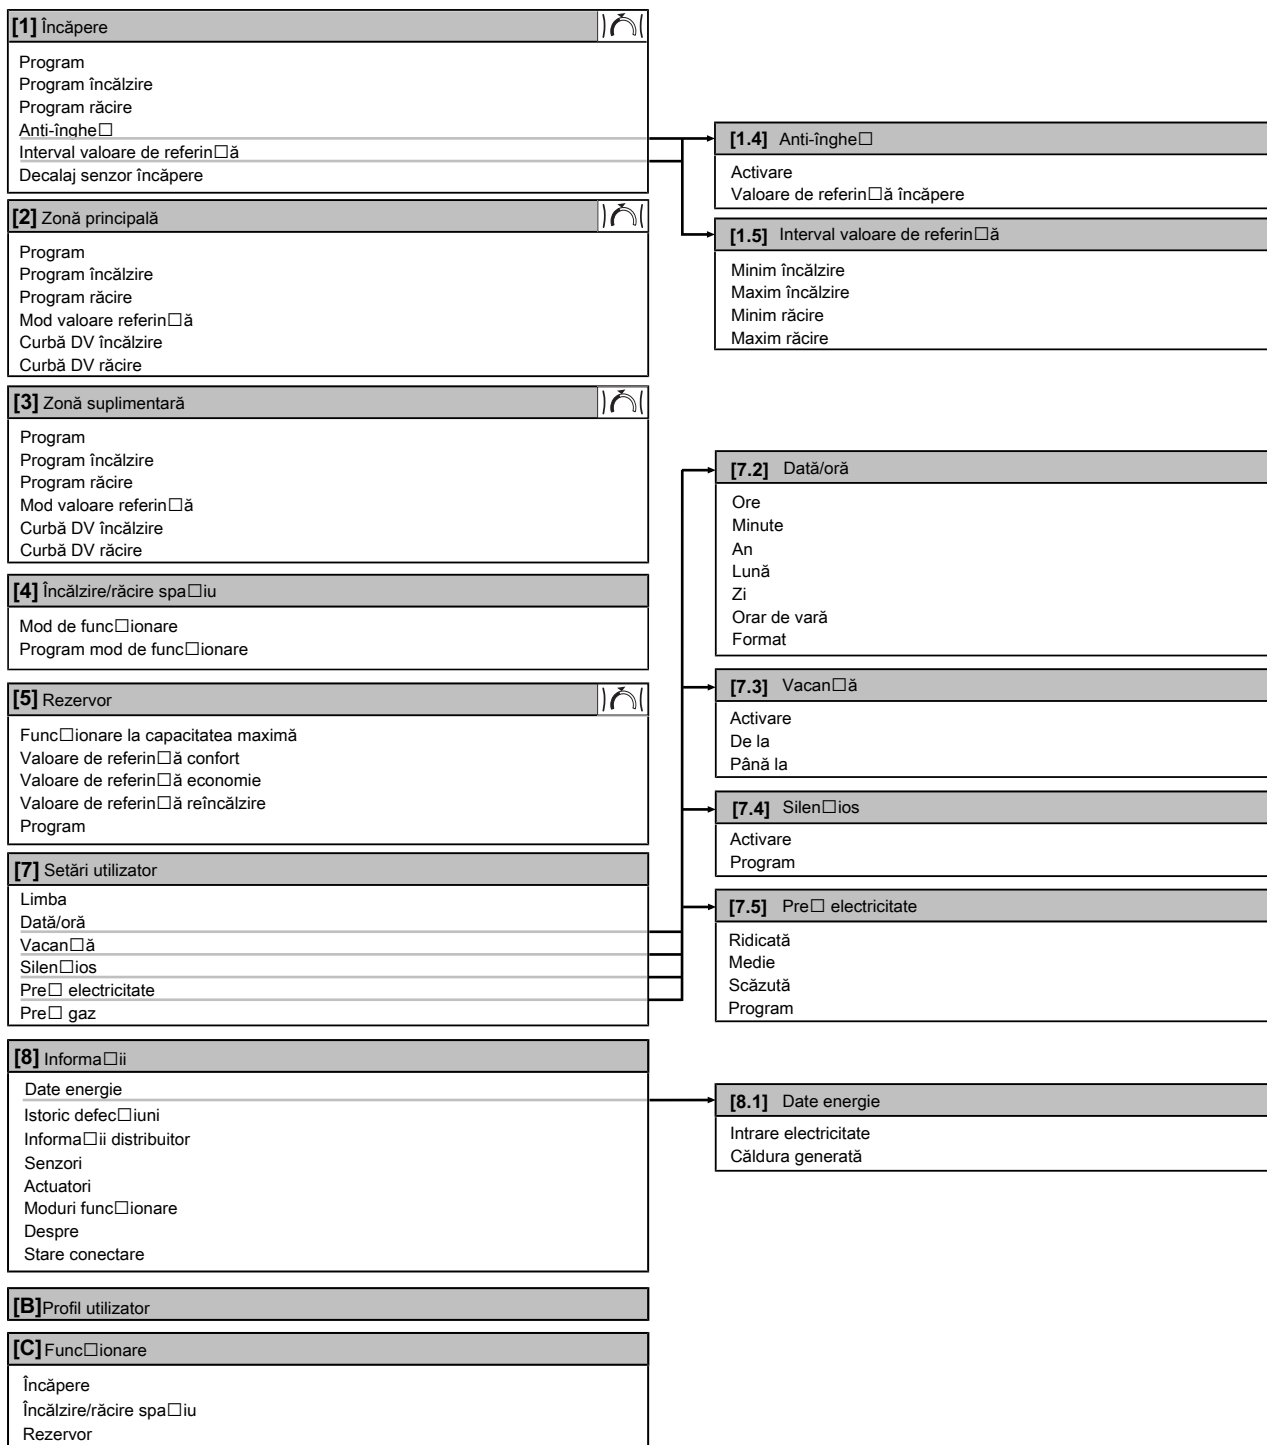 [1] Încăpere
Program
Program încălzire
Program răcire
Anti-înghe□
Interval valoare de referin□ă
Decalaj senzor încăpere
[1.4] Anti-înghe□
Activare
Valoare de referin□ă încăpere
[1.5] Interval valoare de referin□ă
Minim încălzire
Maxim încălzire
Minim răcire
Maxim răcire
[2] Zonă principală
Program
Program încălzire
Program răcire
Mod valoare referin□ă
Curbă DV încălzire
Curbă DV răcire
[3] Zonă suplimentară
Program
Program încălzire
Program răcire
Mod valoare referin□ă
Curbă DV încălzire
Curbă DV răcire
[4] Încălzire/răcire spa□iu
Mod de func□ionare
Program mod de func□ionare
[5] Rezervor
Func□ionare la capacitatea maximă
Valoare de referin□ă confort
Valoare de referin□ă economie
Valoare de referin□ă reîncălzire
Program
[7] Setări utilizator
Limba
Dată/oră
Vacan□ă
Silen□ios
Pre□ electricitate
Pre□ gaz
[7.2] Dată/oră
Ore
Minute
An
Lună
Zi
Orar de vară
Format
[7.3] Vacan□ă
Activare
De la
Până la
[7.4] Silen□ios
Activare
Program
[7.5] Pre□ electricitate
Ridicată
Medie
Scăzută
Program
[8] Informa□ii
Date energie
Istoric defec□iuni
Informa□ii distribuitor
Senzori
Actuatori
Moduri func□ionare
Despre
Stare conectare
[8.1] Date energie
Intrare electricitate
Căldura generată
[B] Profil utilizator
[C] Func□ionare
Încăpere
Încălzire/răcire spa□iu
Rezervor